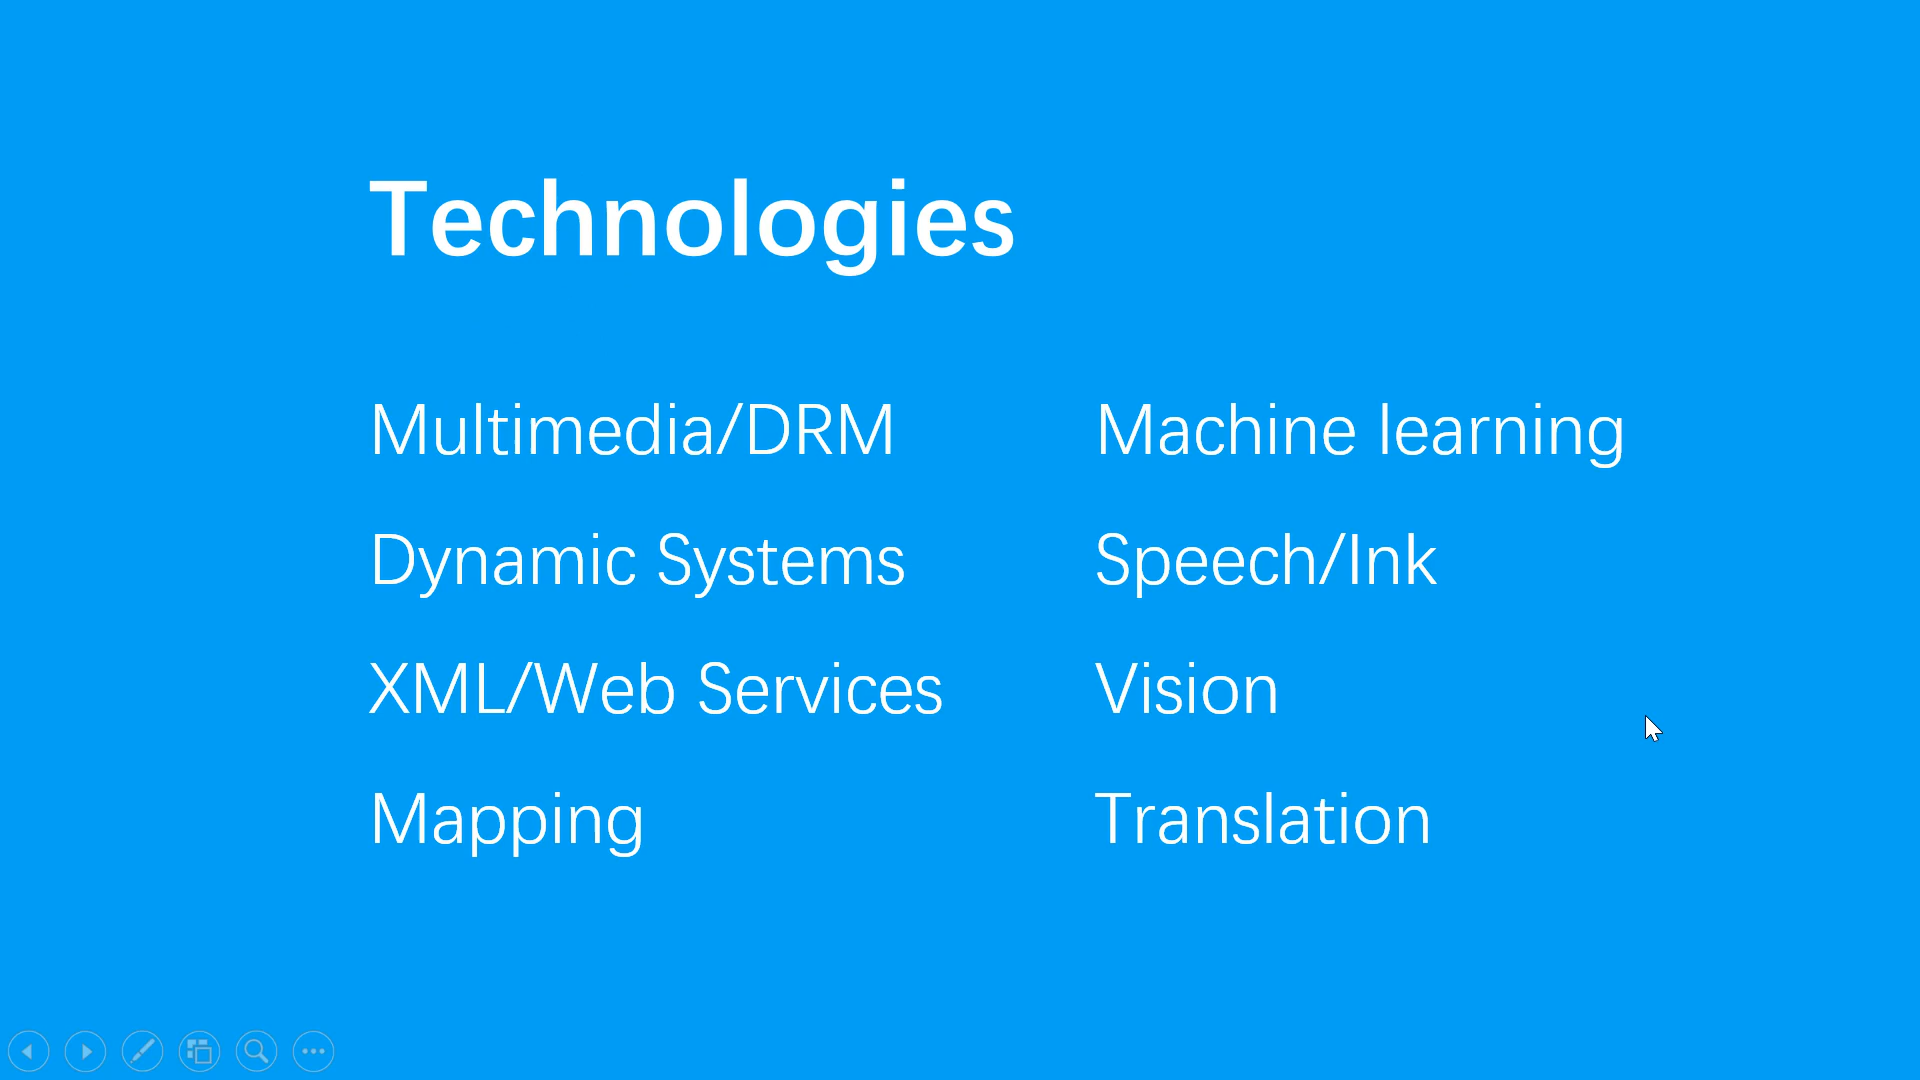 Technologies
Multimedia/DRM
Dynamic Systems
XML/Web Services
Mapping
Machine learning
Speech/Ink
Vision
Translation